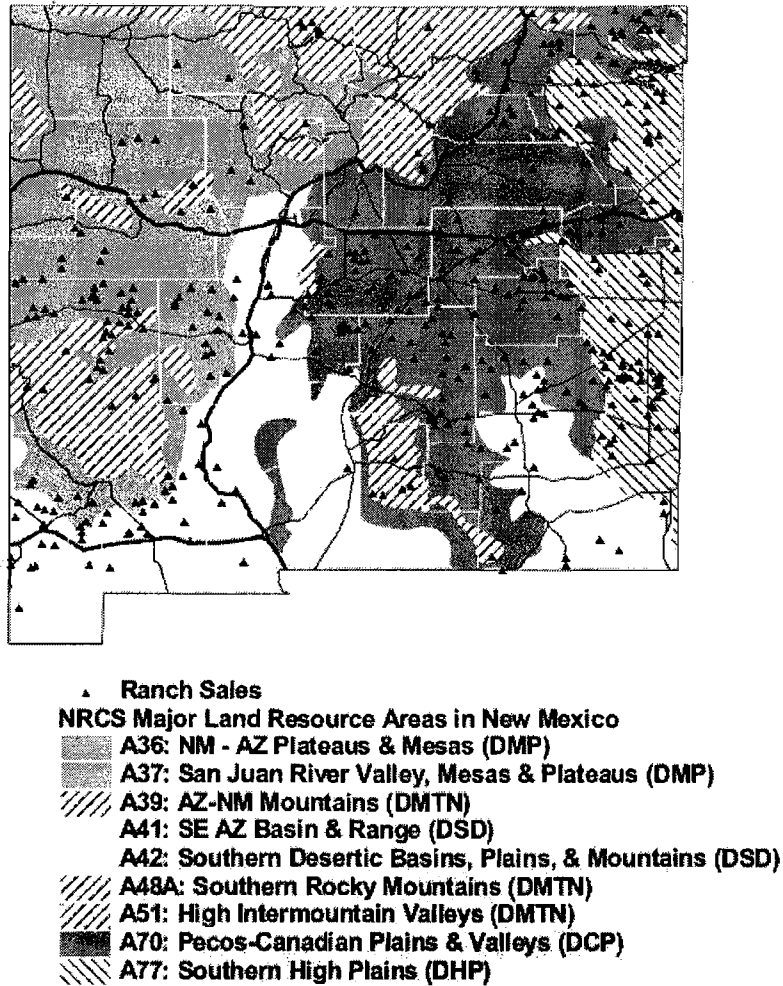 Ranch Sales
NRCS Major Land Resource Areas in New Mexico
A36: NM - AZ Plateaus & Mesas (DMP)
A37: San Juan River Valley, Mesas & Plateaus (DMP)
A39: AZ-NM Mountains (DMTN)
A41: SE AZ Basin & Range (DSD)
A42: Southern Desertic Basins, Plains, & Mountains (DSD)
A48A: Southern Rocky Mountains (DMTN)
A51: High Intermountain Valleys (DMTN)
A70: Pecos-Canadian Plains & Valleys (DCP)
A77: Southern High Plains (DHP)